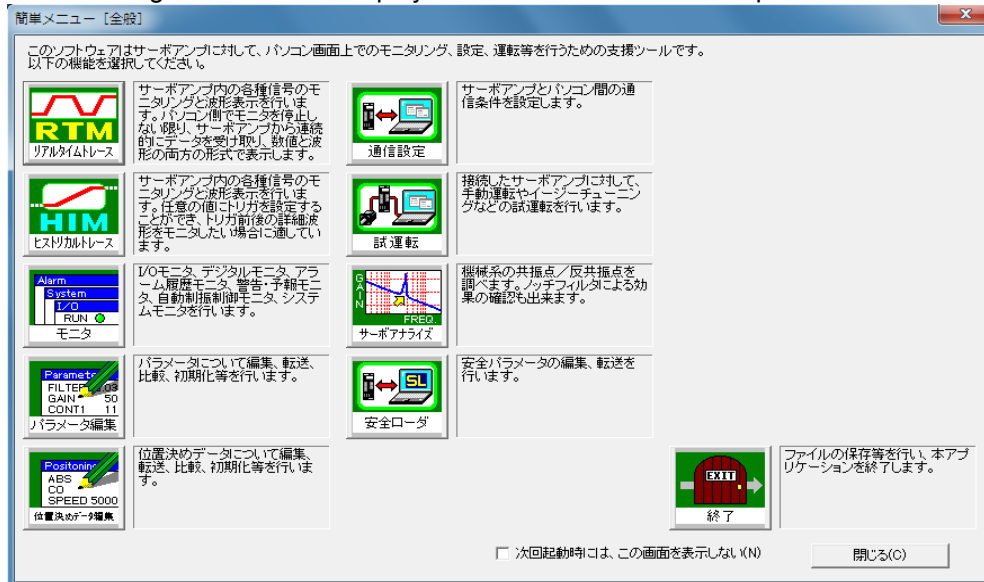 簡単メニュー [全般]
このソフトウェアはサーボアンプに対して、パソコン画面上でのモニタリング、設定、運転等を行うための支援ツールです。
以下の機能を選択してください。
RTM
リアルタイムトレース
サーボアンプ内の各種信号のモ
ニタリングと波形表示を行いま
す。パソコン側でモニタを停止し
ない限り、サーボアンプから連続
的にデータを受け取り、数値と波
形の両方の形式で表示します。
通信設定
サーボアンプとパソコン間の通
信条件を設定します。
HIM
ヒストリカルトレース
サーボアンプ内の各種信号のモ
ニタリングと波形表示を行いま
す。任意の値にトリガを設定する
ことができ、トリガ前後の詳細波
形をモニタしたい場合に適してい
ます。
試運転
接続したサーボアンプに対して、
手動運転やイージーチューニン
グなどの試運転を行います。
Alarm
System
I/O
RUN
モニタ
I/Oモニタ、デジタルモニタ、アラ
ーム履歴モニタ、警告・予報モニ
タ、自動制振制御モニタ、システ
ムモニタを行います。
GAIN
FREQ.
サーボアナライズ
機械系の共振点/反共振点を
調べます。ノッチフィルタによる効
果の確認も出来ます。
Paramete
FILTER .03
GAIN 50
CONT1 11
パラメータ編集
パラメータについて編集、転送、
比較、初期化等を行います。
SL
安全ローダ
安全パラメータの編集、転送を
行います。
Positoning
ABS
CO
SPEED 5000
位置決めデータ編集
位置決めデータについて編集、
転送、比較、初期化等を行いま
す。
EXIT
終了
ファイルの保存等を行い、本アプ
リケーションを終了します。
次回起動時には、この画面を表示しない(N)
閉じる(C)